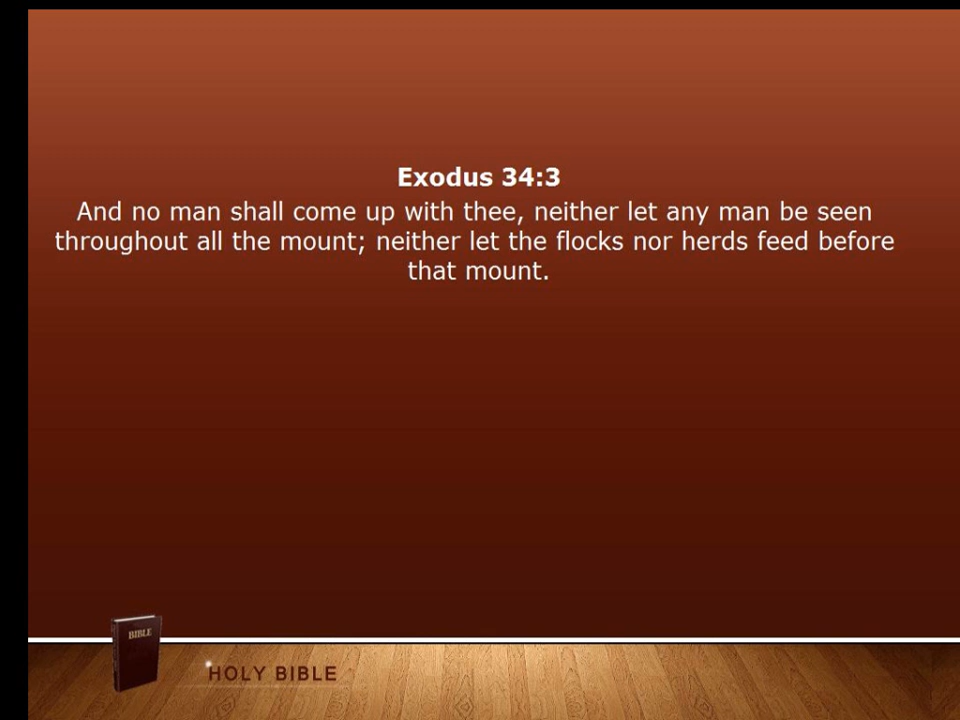 Exodus 34:3
And no man shall come up with thee, neither let any man be seen
throughout all the mount; neither let the flocks nor herds feed before
that mount.
BIBLE
HOLY BIBLE